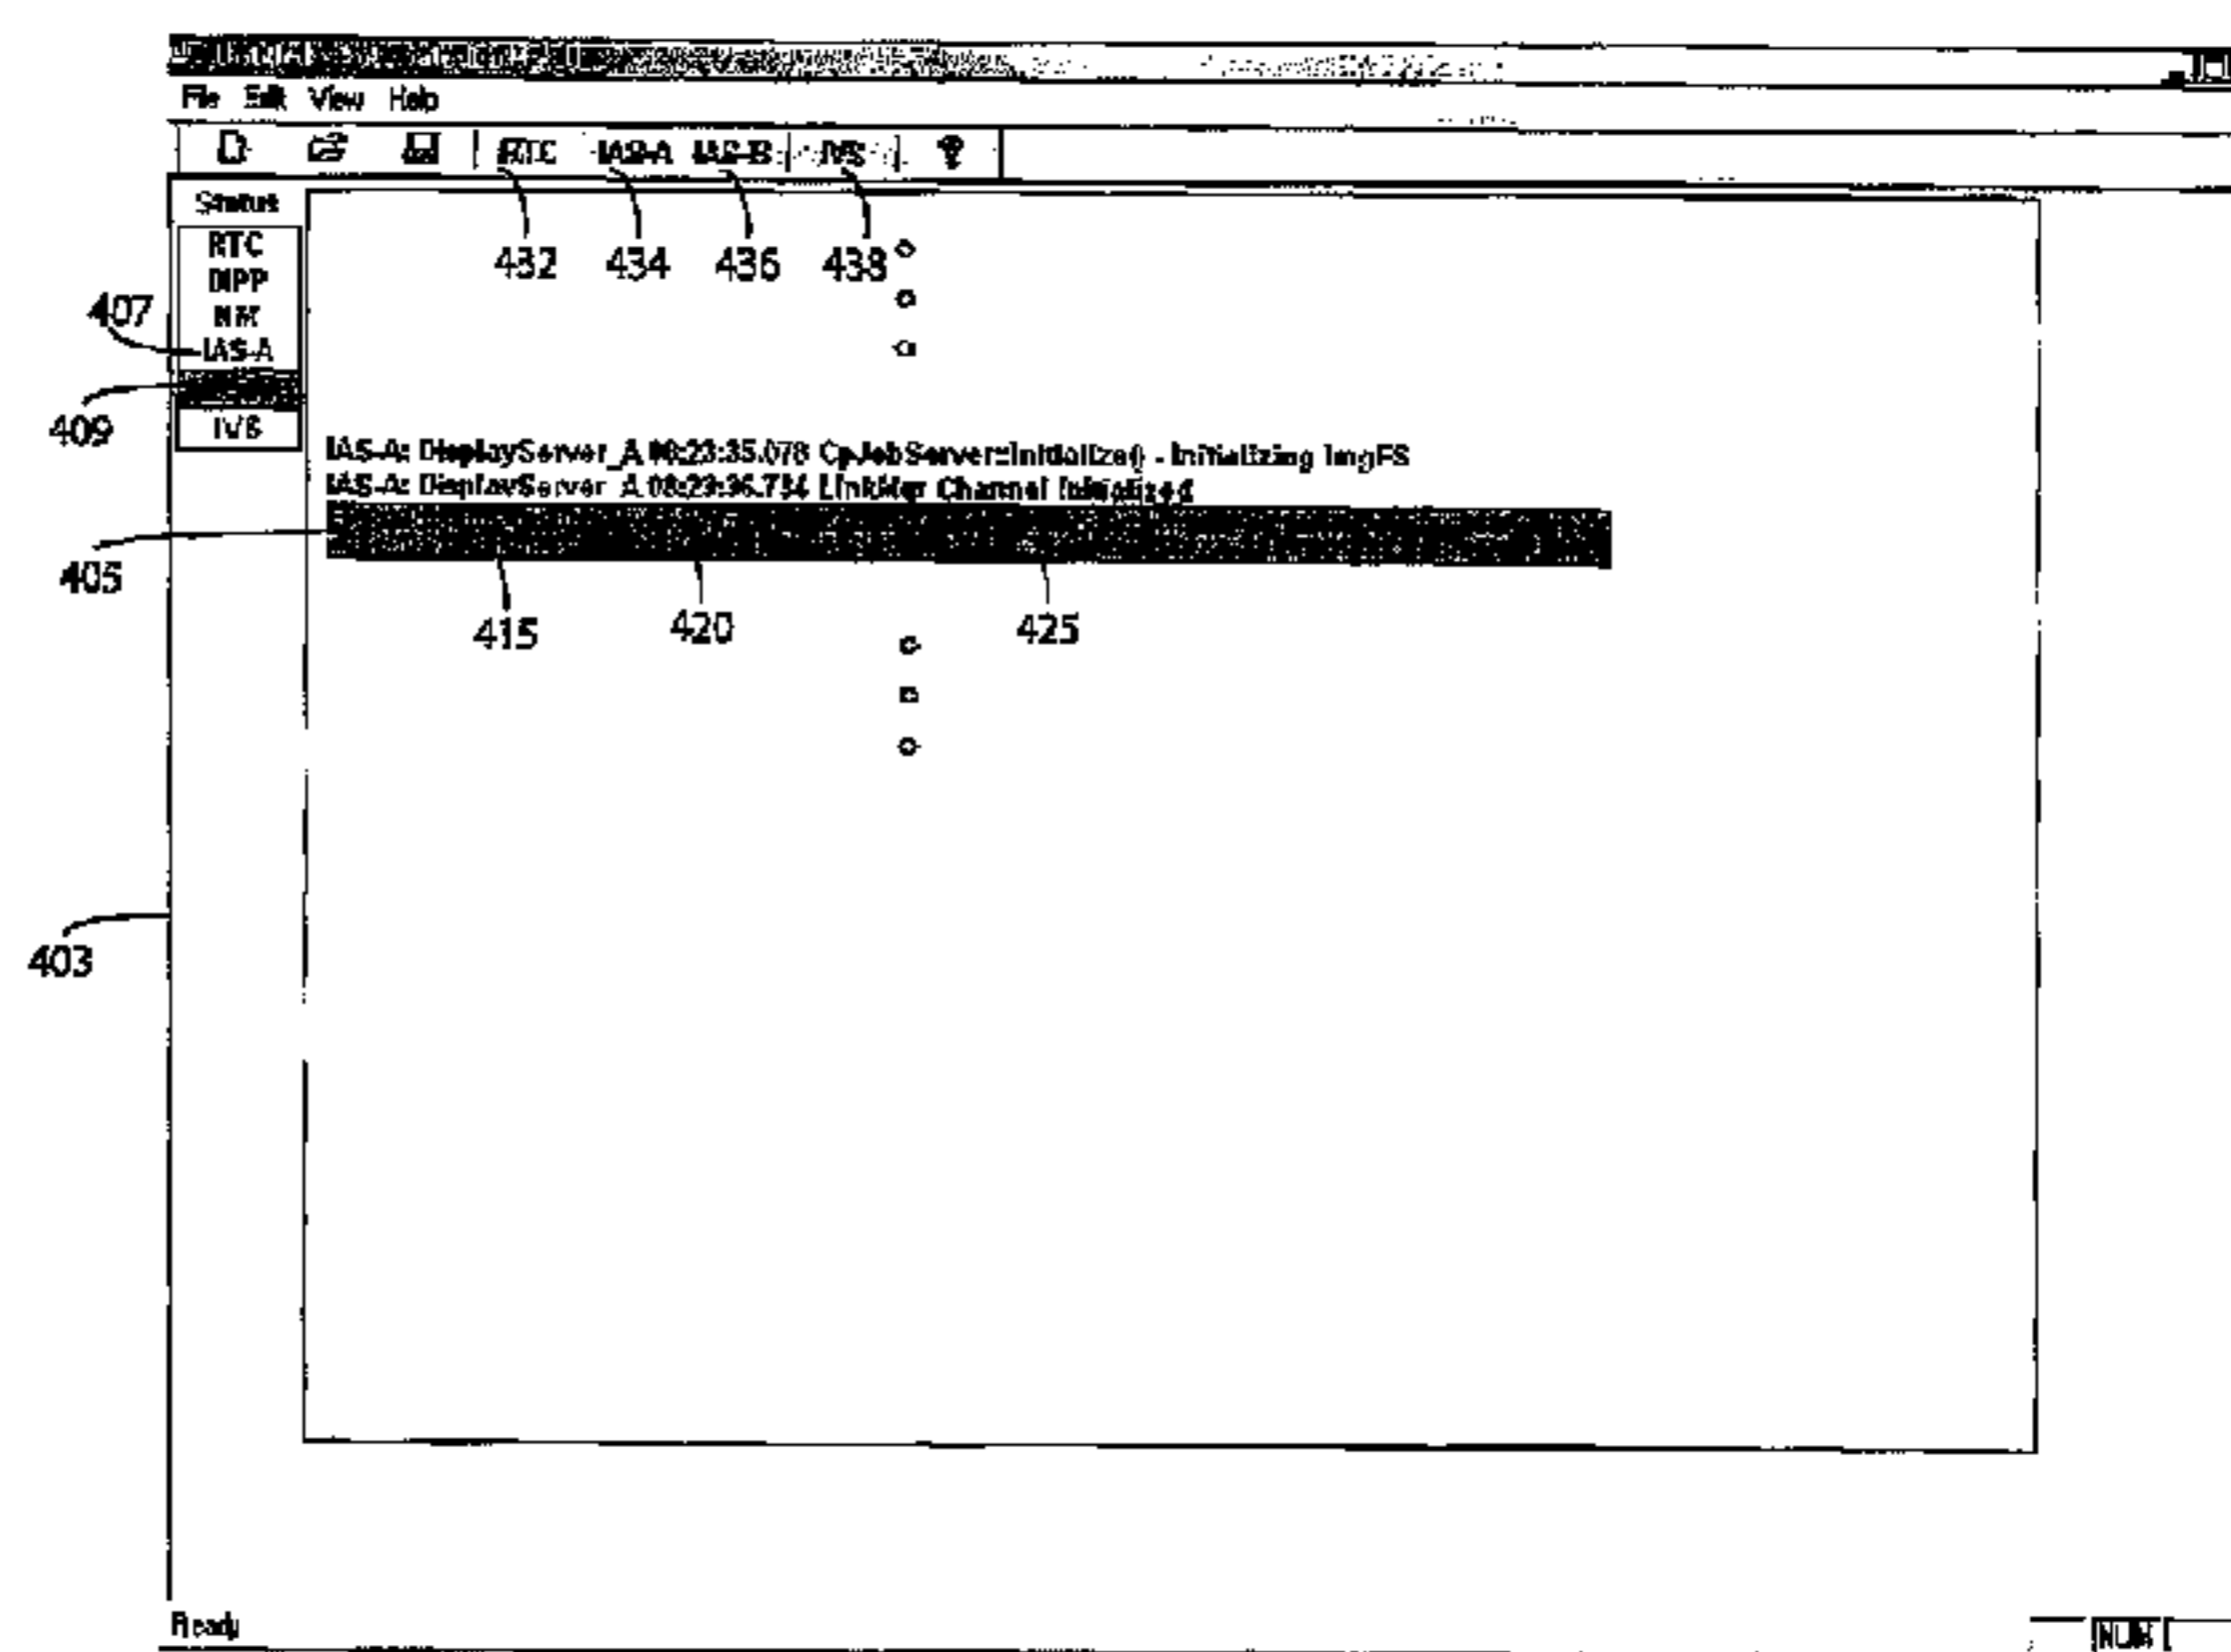 File Edit View Help
RTC IAS-A IAS-B IVS
Status
RTC
DIPP
NM
IAS-A
IVS
432 434 436 438
407
409
IAS-A: DisplayServer_A 08:23:35.078 CpJobServer::Initialize() - Initializing ImgFS
IAS-A: DisplayServer_A 08:23:36.734 LinkMgr Channel Initialized
405
415 420 425
403
Ready
NUM